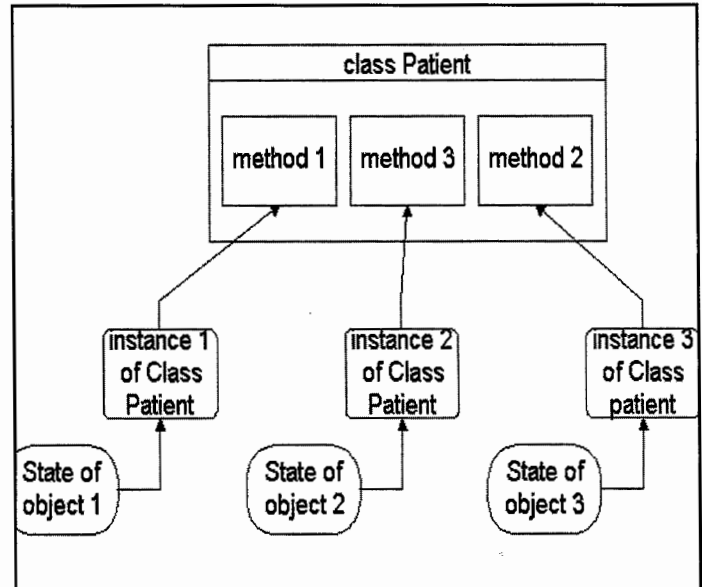 class Patient
method 1
method 3
method 2
instance 1
of Class
Patient
instance 2
of Class
Patient
instance 3
of Class
patient
State of
object 1
State of
object 2
State of
object 3